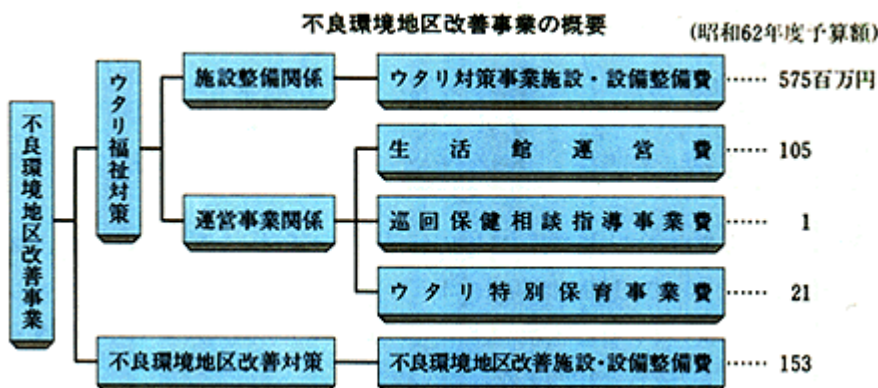 不良環境地区改善事業の概要
(昭和62年度予算額)
不良環境地区改善事業
ウタリ福祉対策
施設整備関係
ウタリ対策事業施設・設備整備費 …… 575百万円
運営事業関係
生活館運営費 …… 105
巡回保健相談指導事業費 …… 1
ウタリ特別保育事業費 …… 21
不良環境地区改善対策
不良環境地区改善施設・設備整備費 …… 153